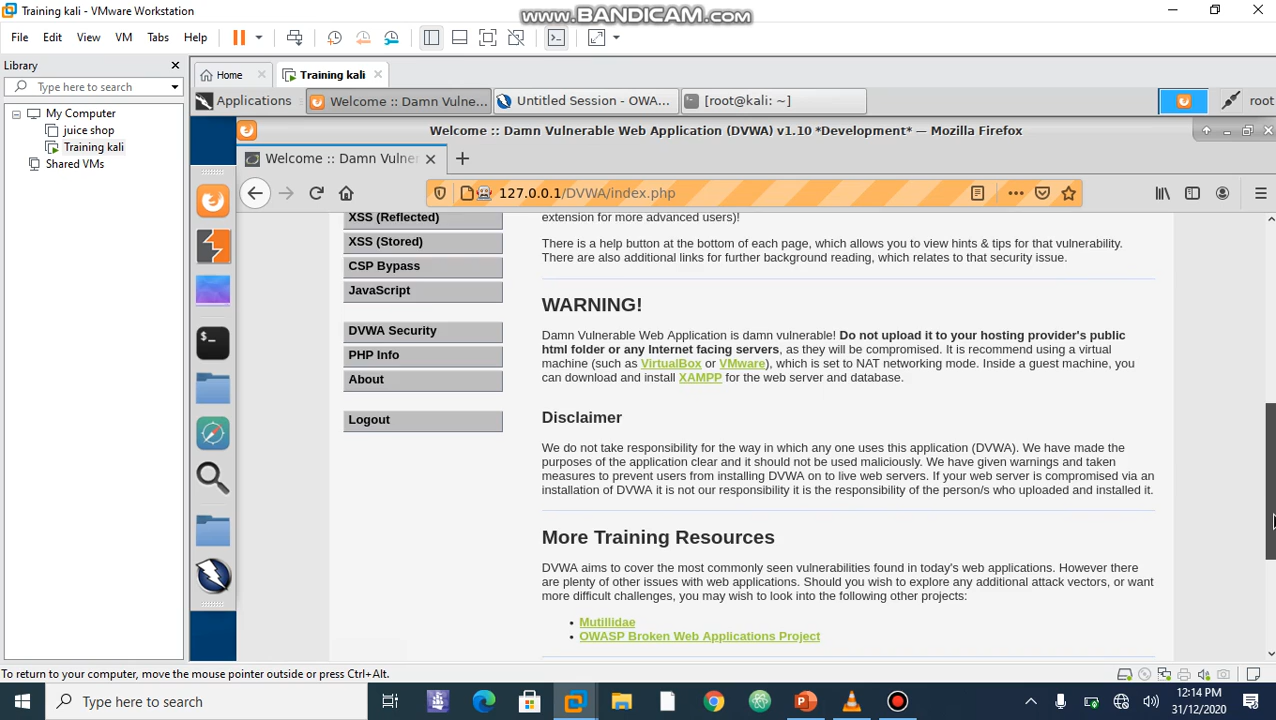 Training kali - VMware Workstation
www.BANDICAM.com
File Edit View VM Tabs Help
Library
Type here to search
My Computer
juice shop
Training kali
Shared VMs
Home
Training kali
Applications
Welcome :: Damn Vulne...
Untitled Session - OWA...
[root@kali: ~]
root
Welcome :: Damn Vulnerable Web Application (DVWA) v1.10 *Development* — Mozilla Firefox
Welcome :: Damn Vulner
127.0.0.1/DVWA/index.php
XSS (Reflected)
XSS (Stored)
CSP Bypass
JavaScript
DVWA Security
PHP Info
About
Logout
extension for more advanced users)!
There is a help button at the bottom of each page, which allows you to view hints & tips for that vulnerability.
There are also additional links for further background reading, which relates to that security issue.
WARNING!
Damn Vulnerable Web Application is damn vulnerable! Do not upload it to your hosting provider's public
html folder or any Internet facing servers, as they will be compromised. It is recommend using a virtual
machine (such as VirtualBox or VMware), which is set to NAT networking mode. Inside a guest machine, you
can download and install XAMPP for the web server and database.
Disclaimer
We do not take responsibility for the way in which any one uses this application (DVWA). We have made the
purposes of the application clear and it should not be used maliciously. We have given warnings and taken
measures to prevent users from installing DVWA on to live web servers. If your web server is compromised via an
installation of DVWA it is not our responsibility it is the responsibility of the person/s who uploaded and installed it.
More Training Resources
DVWA aims to cover the most commonly seen vulnerabilities found in today's web applications. However there
are plenty of other issues with web applications. Should you wish to explore any additional attack vectors, or want
more difficult challenges, you may wish to look into the following other projects:
• Mutillidae
• OWASP Broken Web Applications Project
To return to your computer, move the mouse pointer outside or press Ctrl+Alt.
Type here to search
12:14 PM
31/12/2020